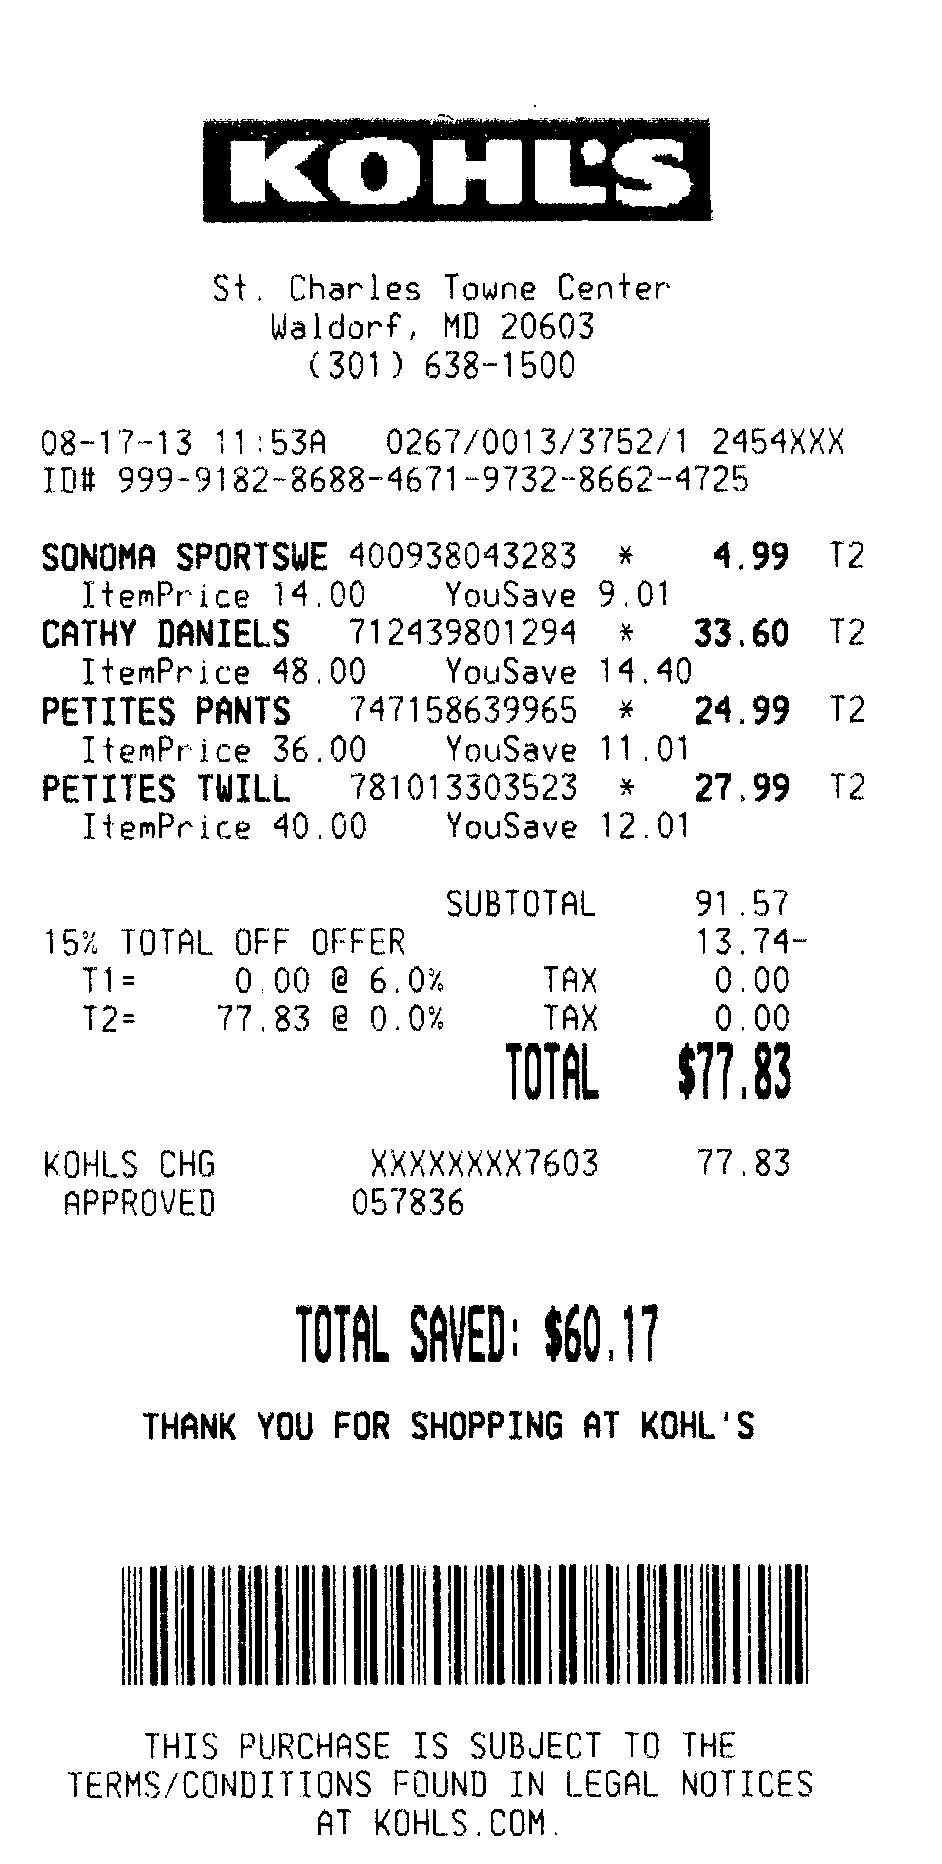 KOHL'S
St. Charles Towne Center
Waldorf, MD 20603
(301) 638-1500
08-17-13 11:53A 0267/0013/3752/1 2454XXX
ID# 999-9182-8688-4671-9732-8662-4725
SONOMA SPORTSWE 400938043283 * 4.99 T2
ItemPrice 14.00 YouSave 9.01
CATHY DANIELS 712439801294 * 33.60 T2
ItemPrice 48.00 YouSave 14.40
PETITES PANTS 747158639965 * 24.99 T2
ItemPrice 36.00 YouSave 11.01
PETITES TWILL 781013303523 * 27.99 T2
ItemPrice 40.00 YouSave 12.01
SUBTOTAL 91.57
15% TOTAL OFF OFFER 13.74-
T1= 0.00 @ 6.0% TAX 0.00
T2= 77.83 @ 0.0% TAX 0.00
TOTAL $77.83
KOHLS CHG XXXXXXXX7603 77.83
APPROVED 057836
TOTAL SAVED: $60.17
THANK YOU FOR SHOPPING AT KOHL'S
THIS PURCHASE IS SUBJECT TO THE
TERMS/CONDITIONS FOUND IN LEGAL NOTICES
AT KOHLS.COM.